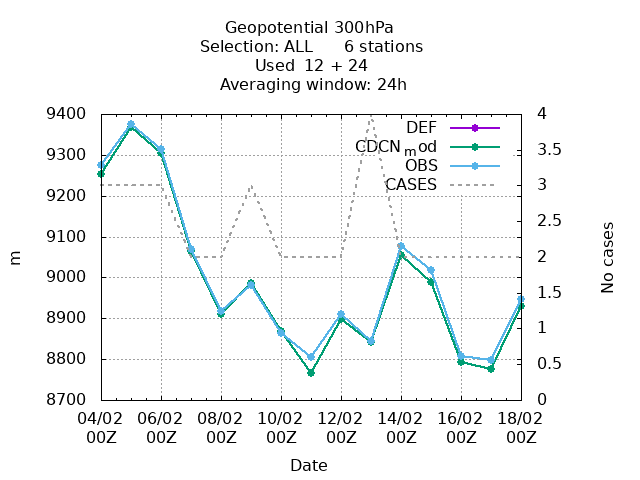 Geopotential 300hPa
Selection: ALL      6 stations
Used  12 + 24
Averaging window: 24h
9400
9300
9200
9100
9000
8900
8800
8700
m
4
3.5
3
2.5
2
1.5
1
0.5
0
No cases
DEF
CDCN_mod
OBS
CASES
04/02 06/02 08/02 10/02 12/02 14/02 16/02 18/02
00Z 00Z 00Z 00Z 00Z 00Z 00Z 00Z
Date